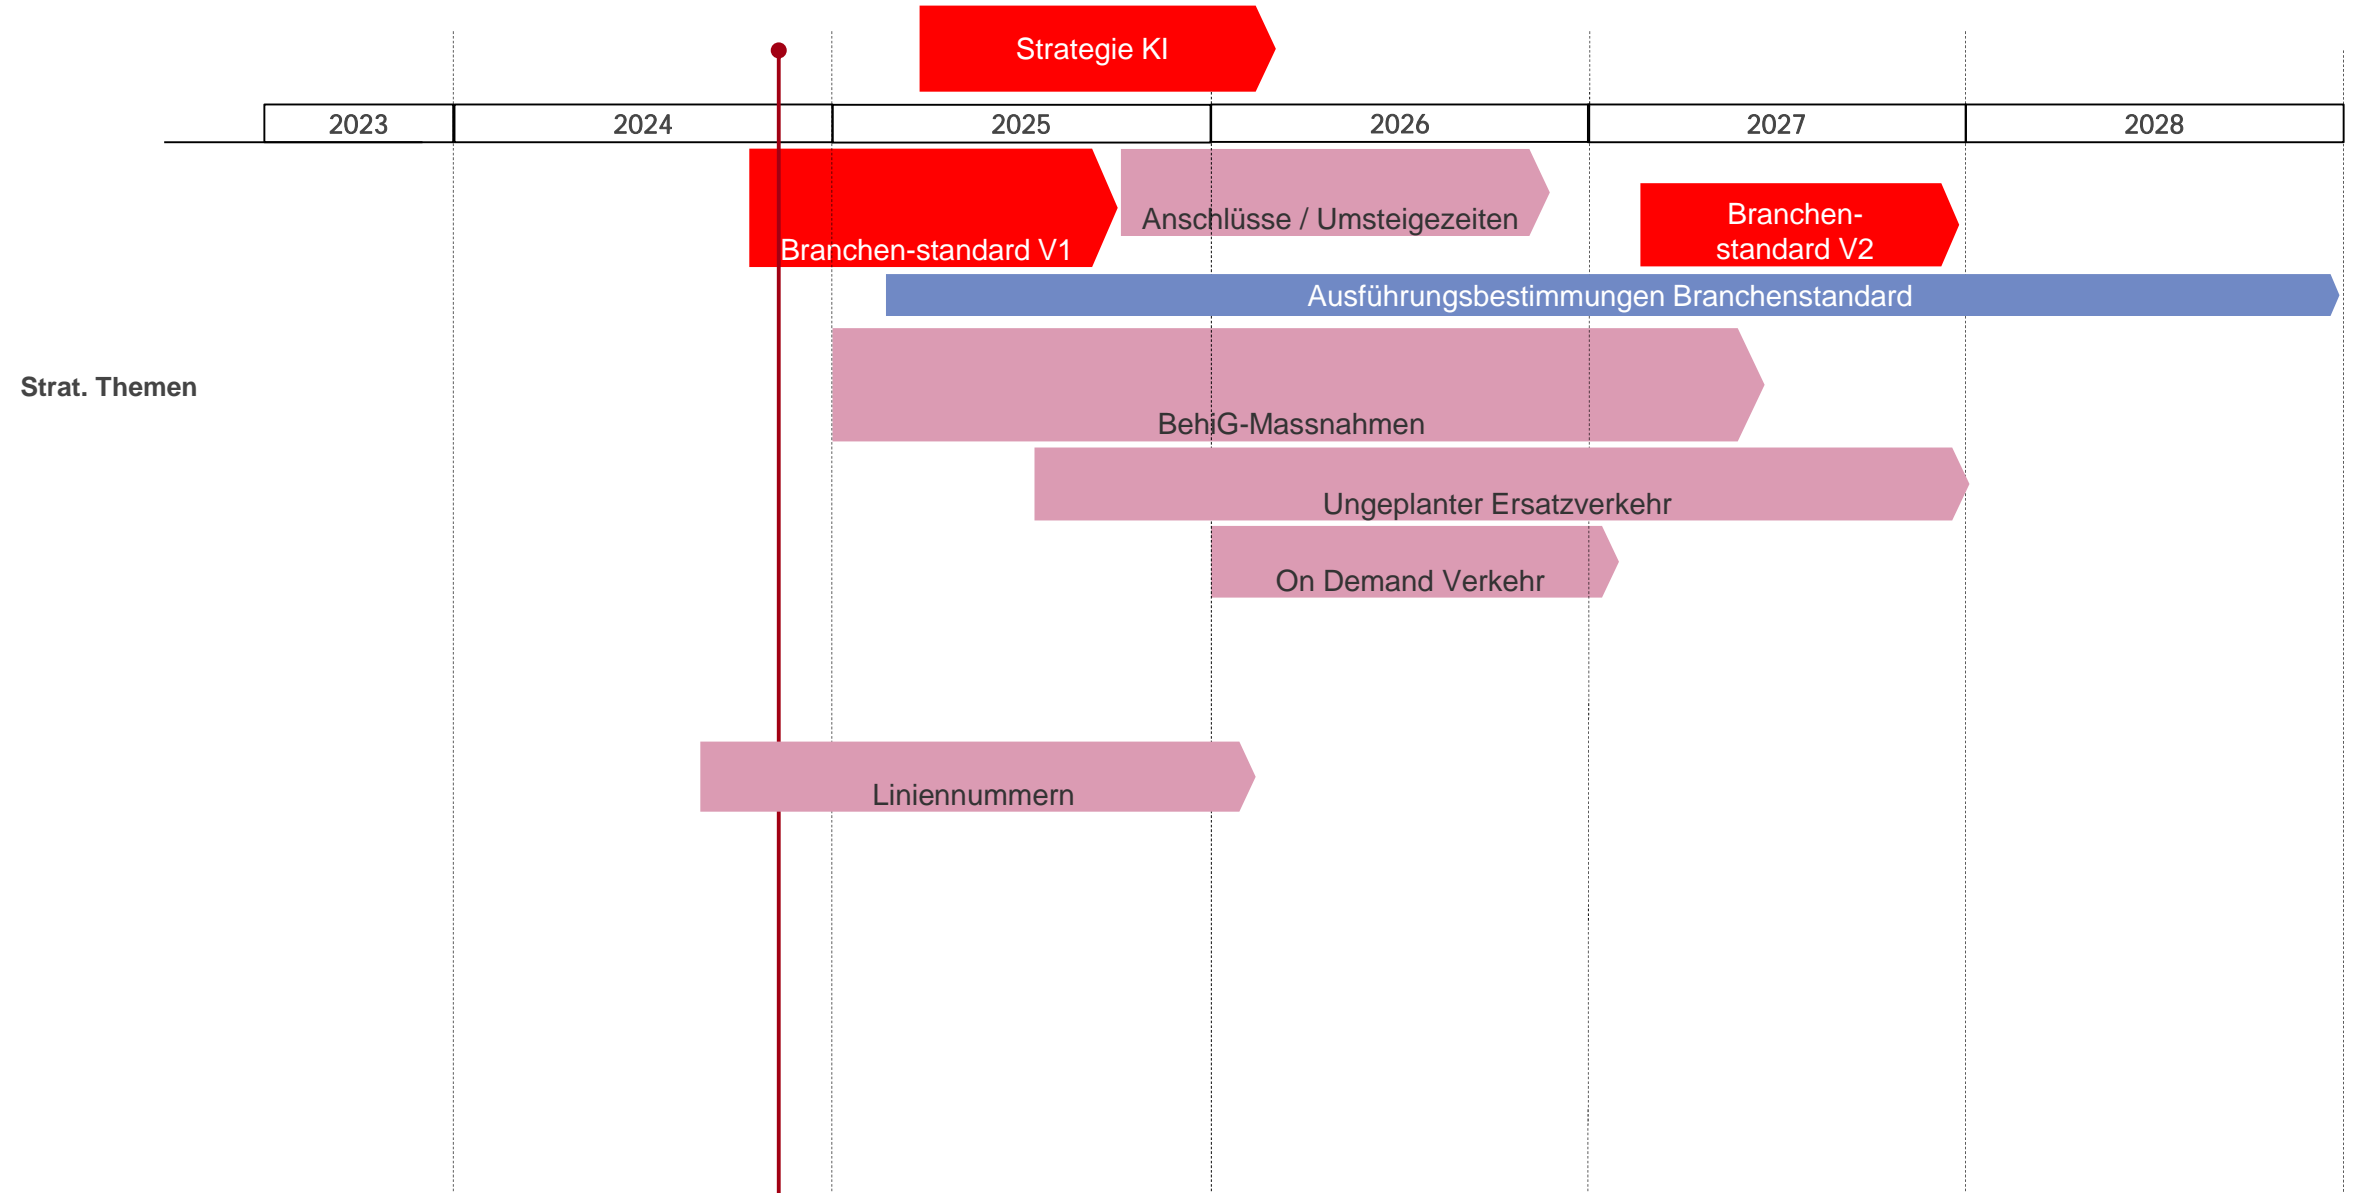 Strategie KI
2023
2024
2025
2026
2027
2028
Branchen-standard V1
Anschlüsse / Umsteigezeiten
Branchen-
standard V2
Ausführungsbestimmungen Branchenstandard
Strat. Themen
BehiG-Massnahmen
Ungeplanter Ersatzverkehr
On Demand Verkehr
Liniennummern